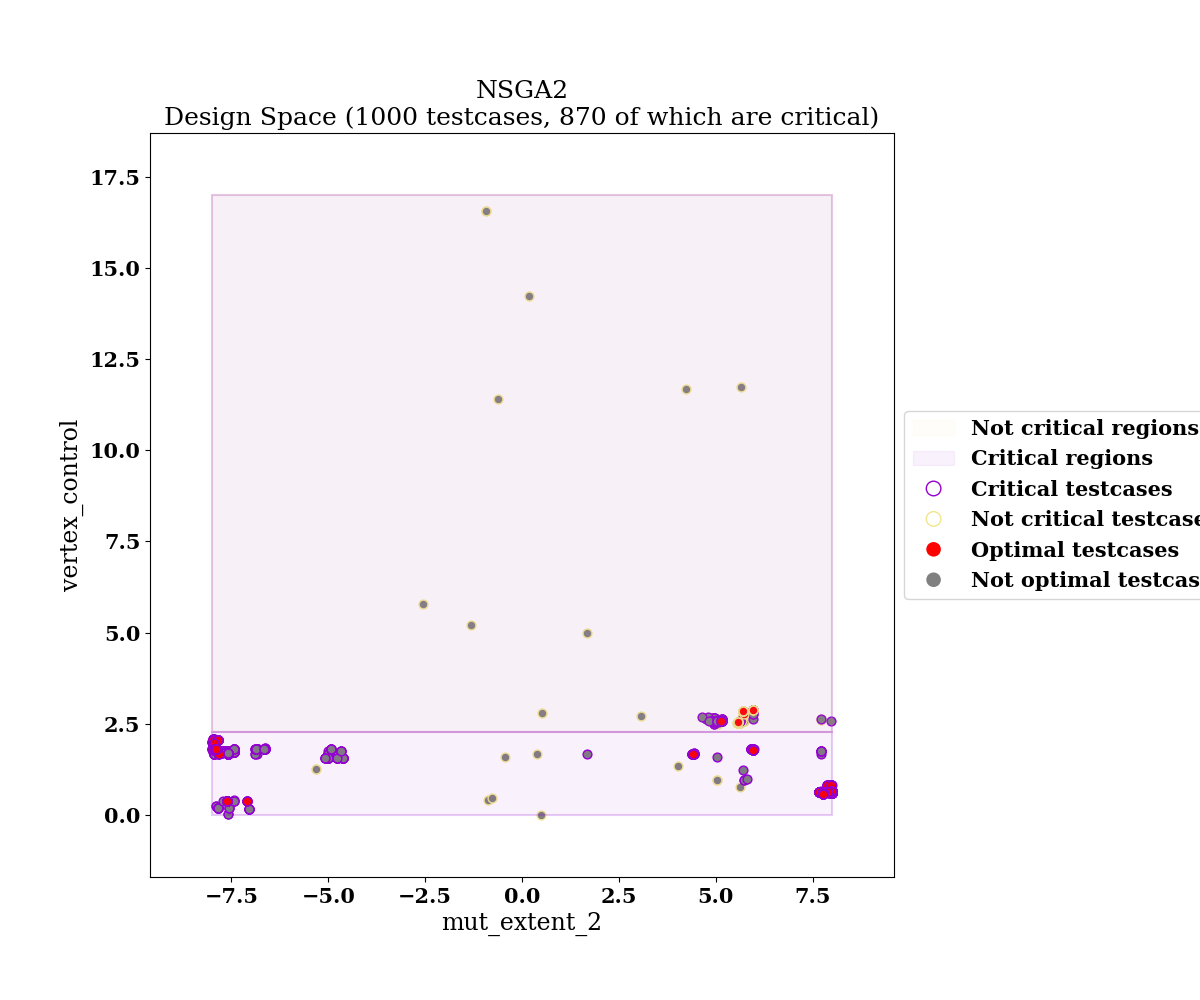 NSGA2
Design Space (1000 testcases, 870 of which are critical)
17.5
15.0
12.5
10.0
7.5
5.0
2.5
0.0
vertex_control
−7.5
−5.0
−2.5
0.0
2.5
5.0
7.5
mut_extent_2
Not critical regions
Critical regions
Critical testcases
Not critical testcase
Optimal testcases
Not optimal testcas